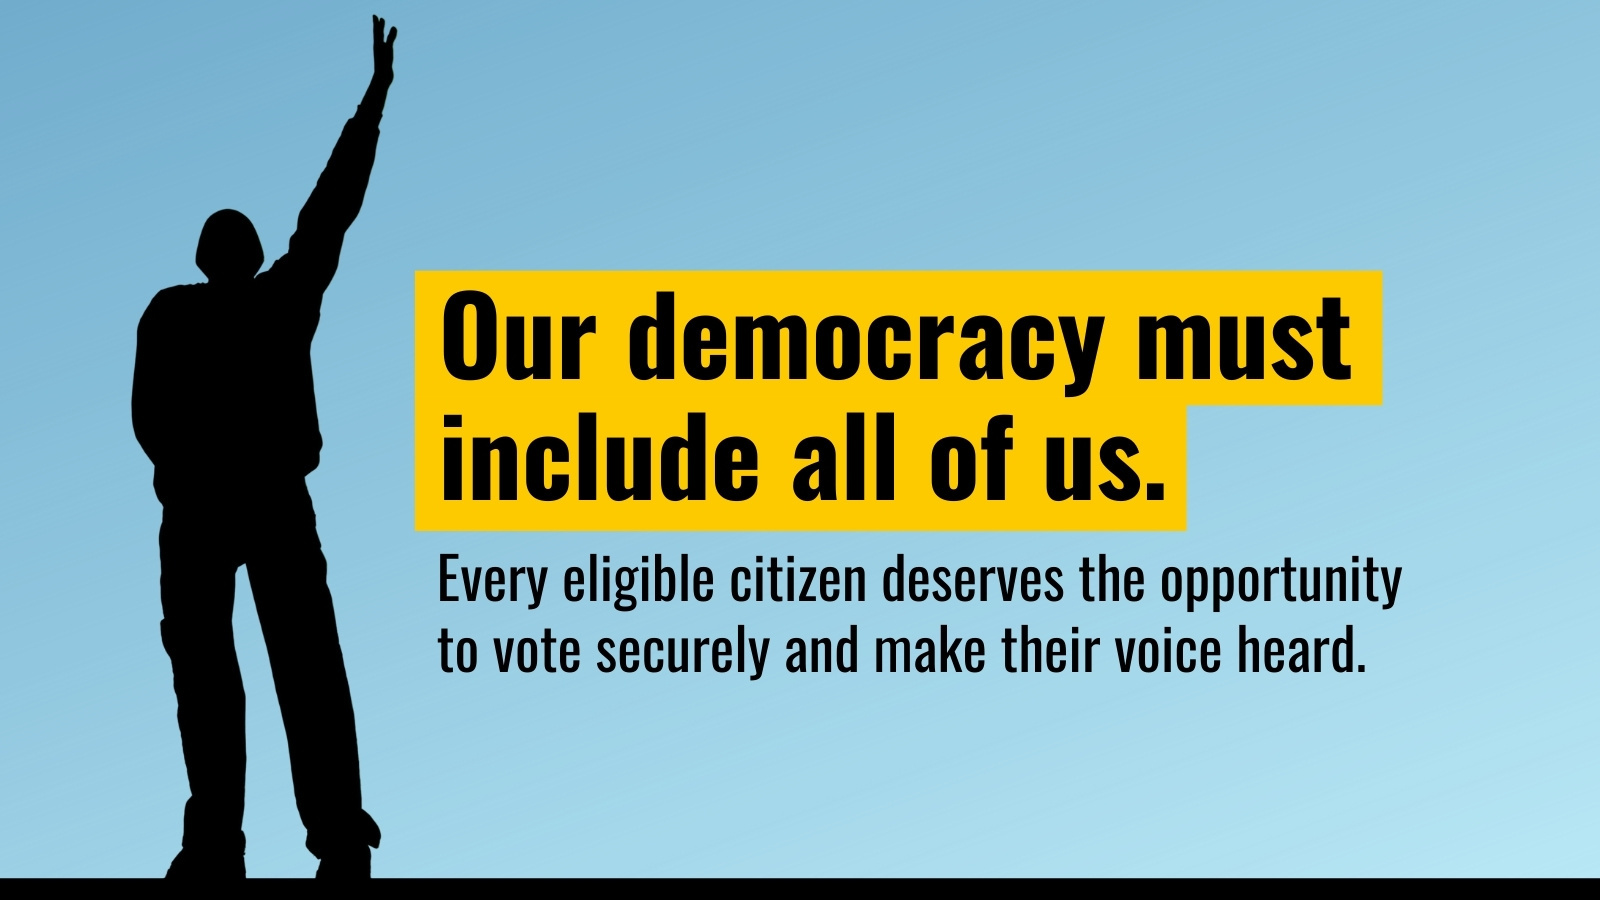 Our democracy must
include all of us.
Every eligible citizen deserves the opportunity
to vote securely and make their voice heard.